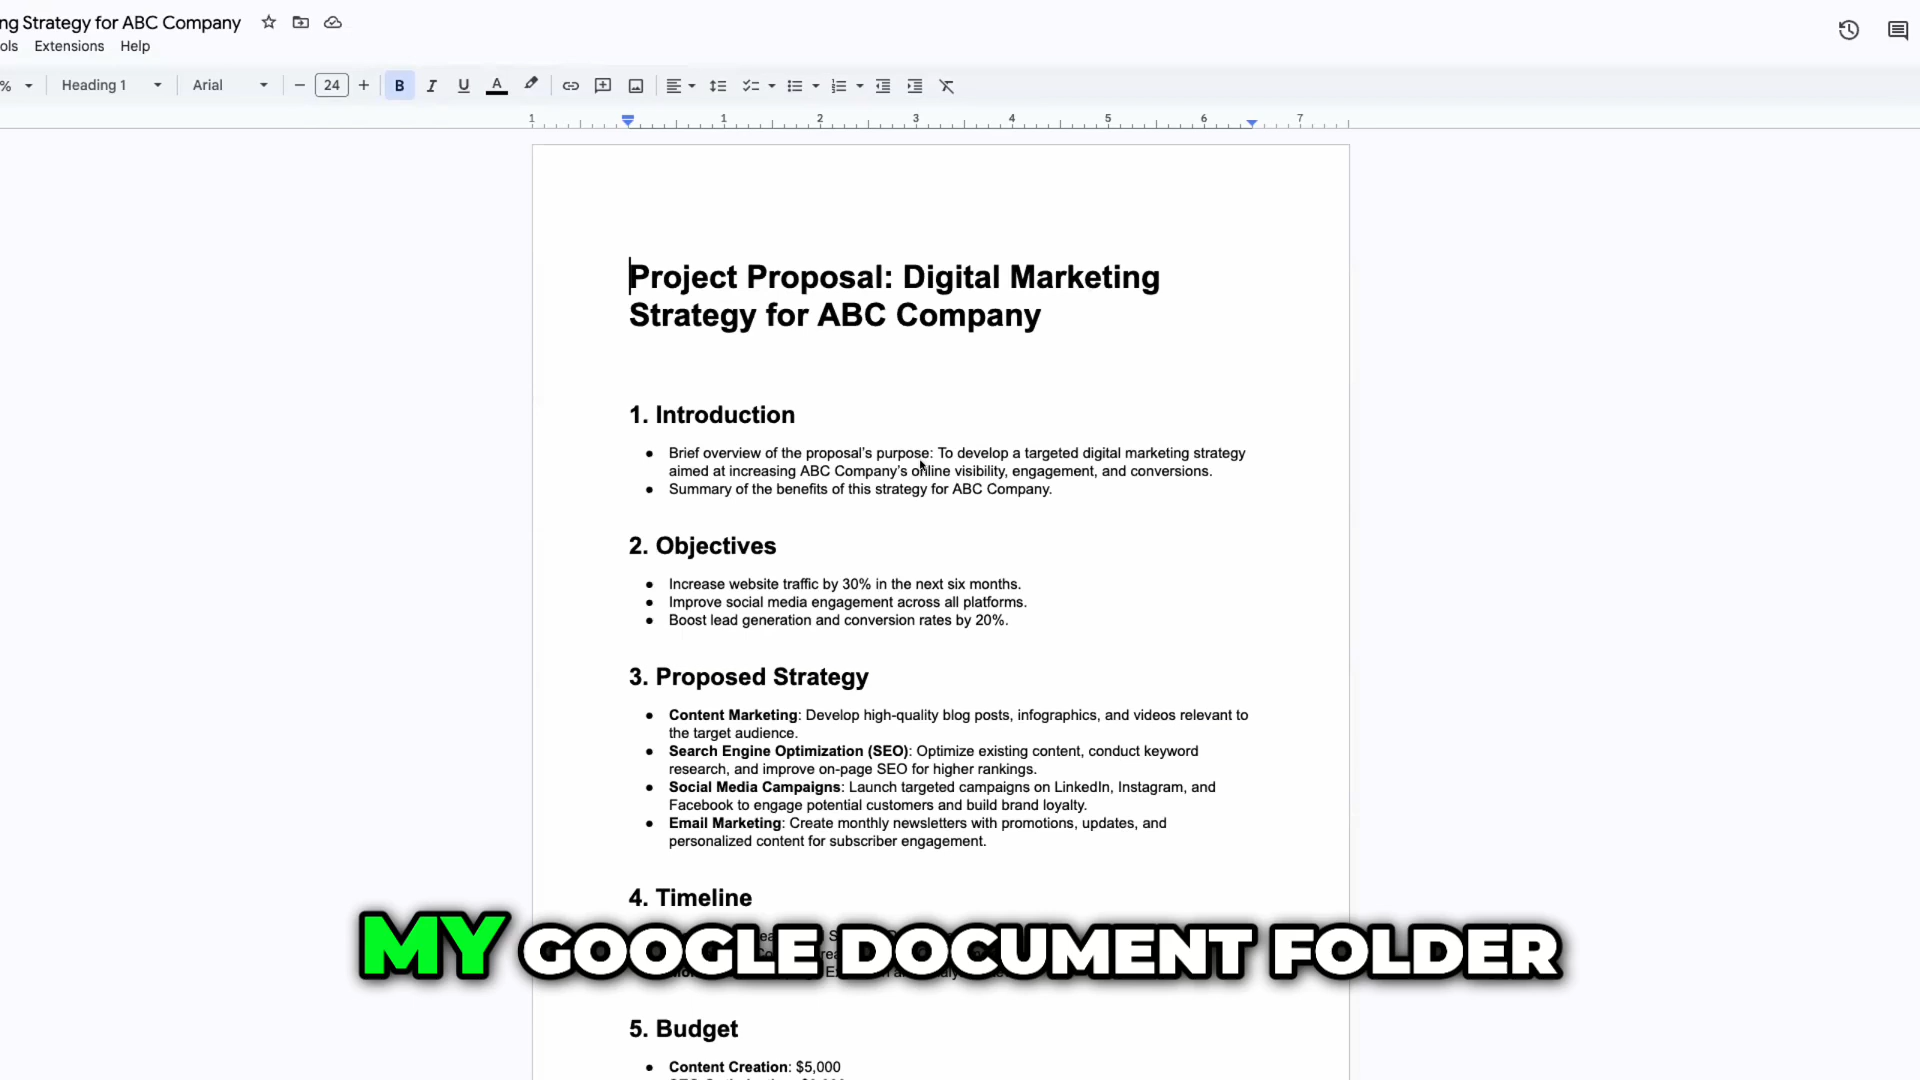 ng Strategy for ABC Company
ols Extensions Help
% Heading 1 Arial 24 B I U A
1 1 2 3 4 5 6 7
Project Proposal: Digital Marketing
Strategy for ABC Company
1. Introduction
● Brief overview of the proposal’s purpose: To develop a targeted digital marketing strategy
aimed at increasing ABC Company’s online visibility, engagement, and conversions.
● Summary of the benefits of this strategy for ABC Company.
2. Objectives
● Increase website traffic by 30% in the next six months.
● Improve social media engagement across all platforms.
● Boost lead generation and conversion rates by 20%.
3. Proposed Strategy
● Content Marketing: Develop high-quality blog posts, infographics, and videos relevant to
the target audience.
● Search Engine Optimization (SEO): Optimize existing content, conduct keyword
research, and improve on-page SEO for higher rankings.
● Social Media Campaigns: Launch targeted campaigns on LinkedIn, Instagram, and
Facebook to engage potential customers and build brand loyalty.
● Email Marketing: Create monthly newsletters with promotions, updates, and
personalized content for subscriber engagement.
4. Timeline
MY GOOGLE DOCUMENT FOLDER
5. Budget
● Content Creation: $5,000